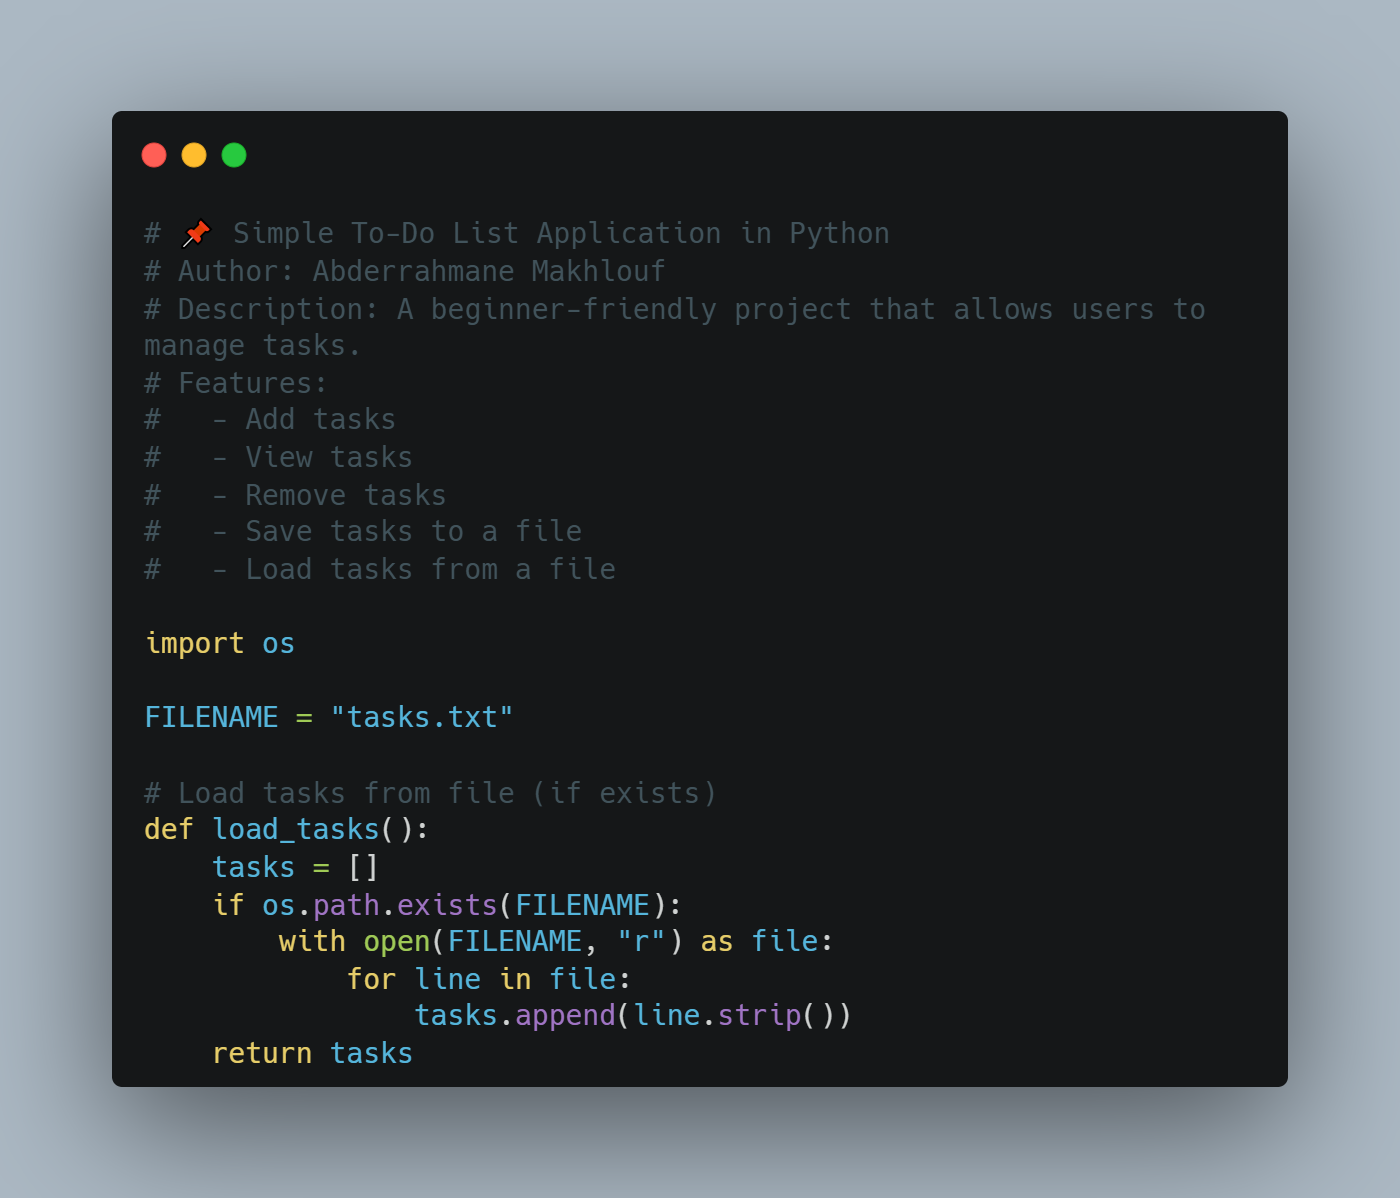 # 📌 Simple To-Do List Application in Python
# Author: Abderrahmane Makhlouf
# Description: A beginner-friendly project that allows users to
manage tasks.
# Features:
#   - Add tasks
#   - View tasks
#   - Remove tasks
#   - Save tasks to a file
#   - Load tasks from a file

import os

FILENAME = "tasks.txt"

# Load tasks from file (if exists)
def load_tasks():
    tasks = []
    if os.path.exists(FILENAME):
        with open(FILENAME, "r") as file:
            for line in file:
                tasks.append(line.strip())
    return tasks